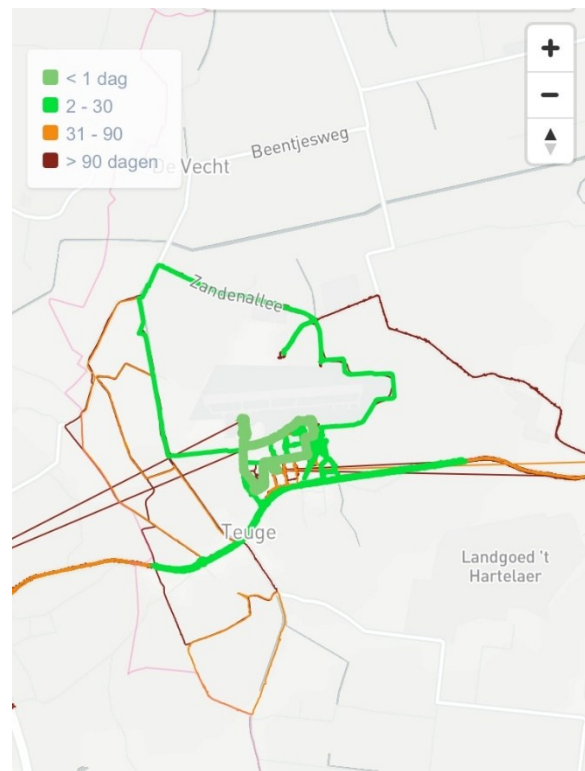 < 1 dag
2 - 30
31 - 90
> 90 dagen
De Vecht
Beentjesweg
Zandenallee
Teuge
Landgoed 't
Hartelaer
+
−